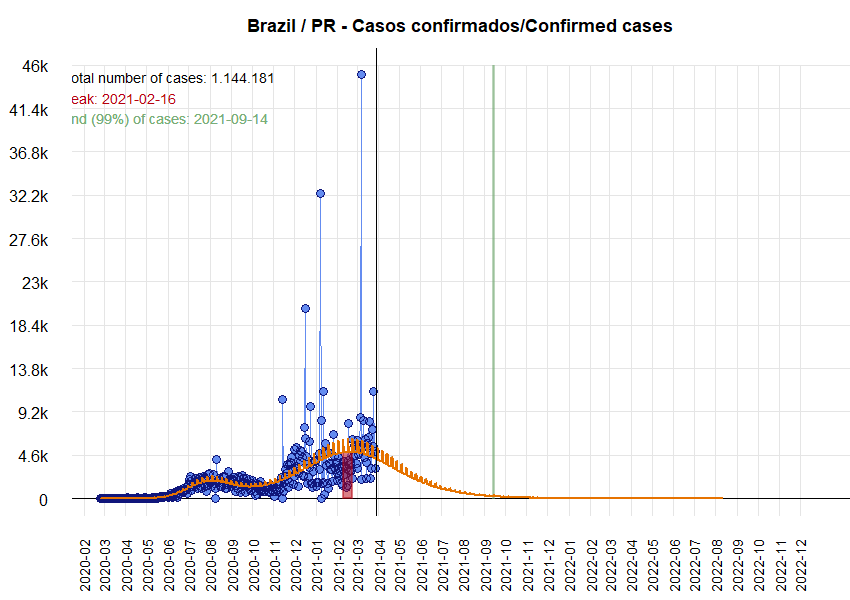 Brazil / PR - Casos confirmados/Confirmed cases
46k
otal number of cases: 1.144.181
eak: 2021-02-16
41.4k
nd (99%) of cases: 2021-09-14
36.8k
32.2k
27.6k
23k
18.4k
13.8k
9.2k
4.6k
0
2020-02
2020-03
2020-04
2020-05
2020-06
2020-07
2020-08
2020-09
2020-10
2020-11
2020-12
2021-01
2021-02
2021-03
2021-04
2021-05
2021-06
2021-07
2021-08
2021-09
2021-10
2021-11
2021-12
2022-01
2022-02
2022-03
2022-04
2022-05
2022-06
2022-07
2022-08
2022-09
2022-10
2022-11
2022-12